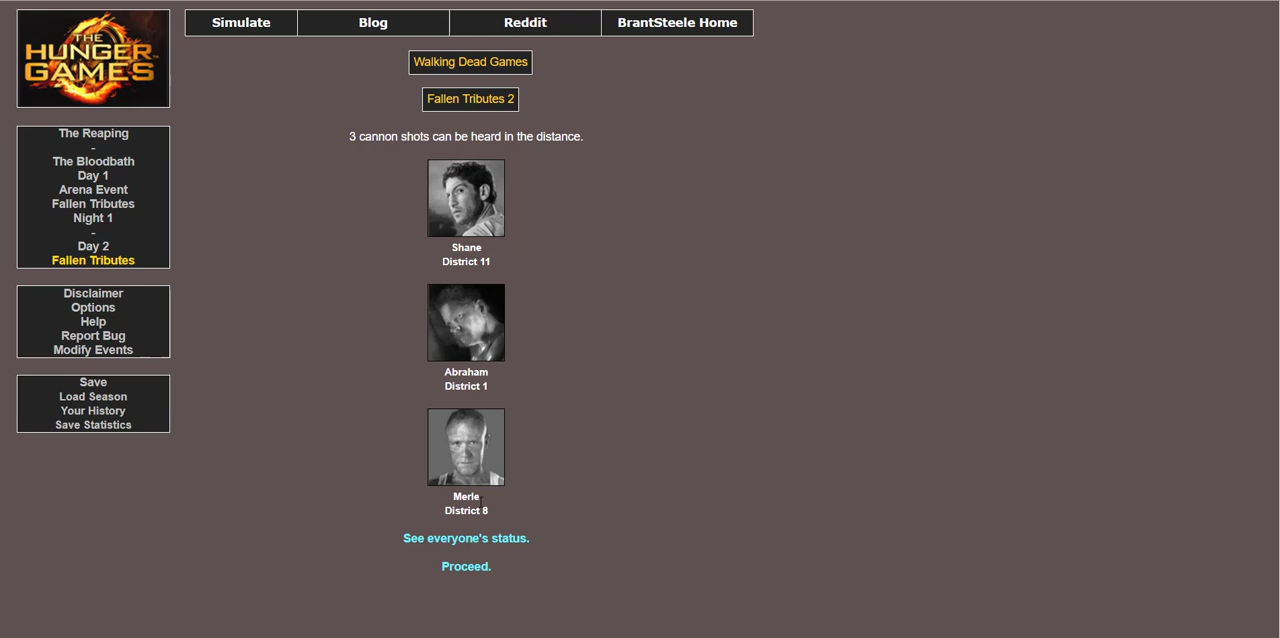 THE
HUNGER
GAMES
Simulate
Blog
Reddit
BrantSteele Home
The Reaping
-
The Bloodbath
Day 1
Arena Event
Fallen Tributes
Night 1
-
Day 2
Fallen Tributes
Disclaimer
Options
Help
Report Bug
Modify Events
Save
Load Season
Your History
Save Statistics
Walking Dead Games
Fallen Tributes 2
3 cannon shots can be heard in the distance.
Shane
District 11
Abraham
District 1
Merle
District 8
See everyone's status.
Proceed.